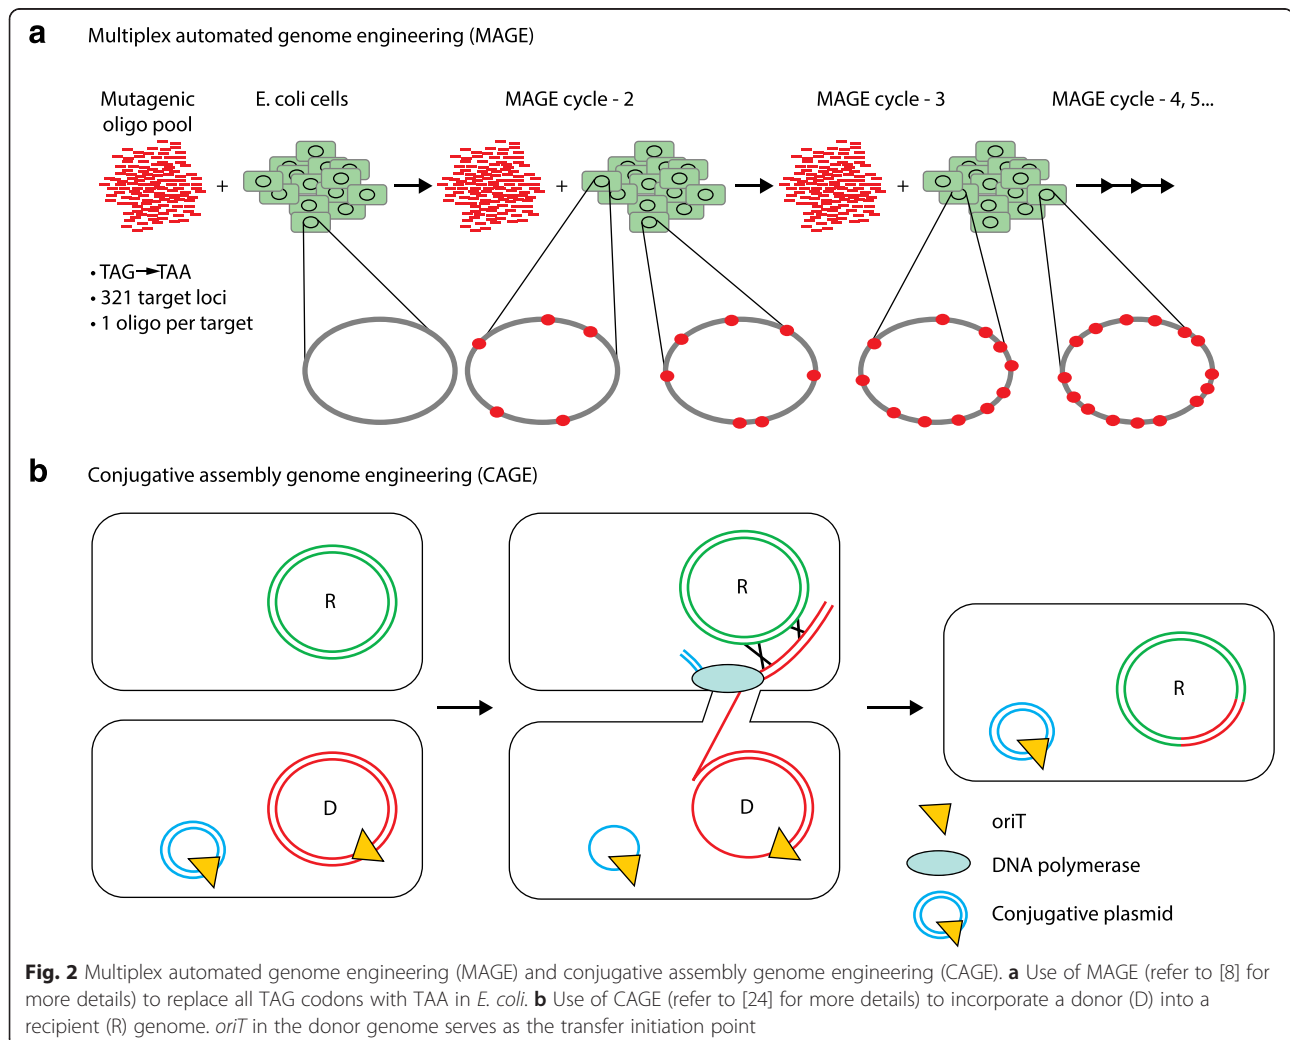 a Multiplex automated genome engineering (MAGE)
Mutagenic
oligo pool
E. coli cells
MAGE cycle - 2
MAGE cycle - 3
MAGE cycle - 4, 5...
+
+
+
• TAG→TAA
• 321 target loci
• 1 oligo per target
b Conjugative assembly genome engineering (CAGE)
R
D
R
D
R
oriT
DNA polymerase
Conjugative plasmid
Fig. 2 Multiplex automated genome engineering (MAGE) and conjugative assembly genome engineering (CAGE). a Use of MAGE (refer to [8] for
more details) to replace all TAG codons with TAA in E. coli. b Use of CAGE (refer to [24] for more details) to incorporate a donor (D) into a
recipient (R) genome. oriT in the donor genome serves as the transfer initiation point